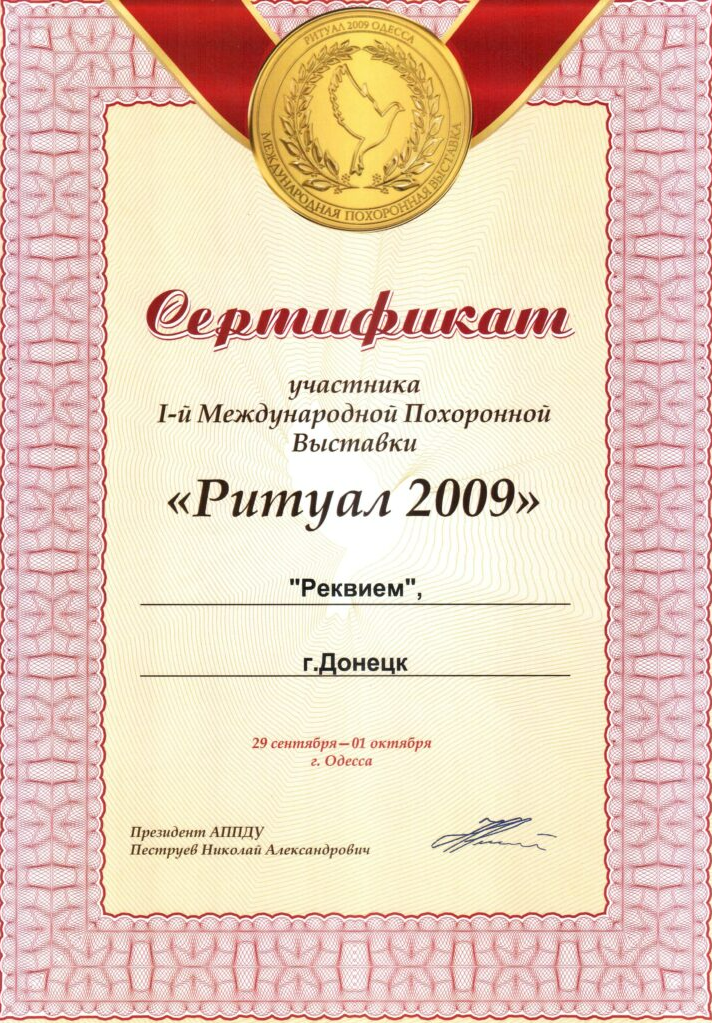 РИТУАЛ 2009 ОДЕССА
МЕЖДУНАРОДНАЯ ПОХОРОННАЯ ВЫСТАВКА
Сертификат
участника
I-й Международной Похоронной
Выставки
«Ритуал 2009»
"Реквием",
г.Донецк
29 сентября—01 октября
г. Одесса
Президент АППДУ
Пеструев Николай Александрович